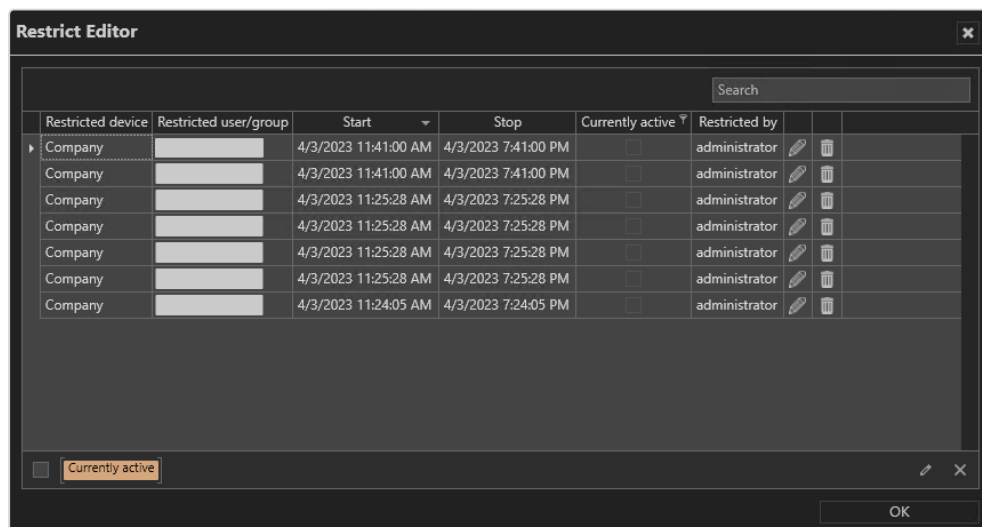 Restrict Editor
Search
Restricted device Restricted user/group Start Stop Currently active Restricted by
Company 4/3/2023 11:41:00 AM 4/3/2023 7:41:00 PM administrator
Company 4/3/2023 11:41:00 AM 4/3/2023 7:41:00 PM administrator
Company 4/3/2023 11:25:28 AM 4/3/2023 7:25:28 PM administrator
Company 4/3/2023 11:25:28 AM 4/3/2023 7:25:28 PM administrator
Company 4/3/2023 11:25:28 AM 4/3/2023 7:25:28 PM administrator
Company 4/3/2023 11:25:28 AM 4/3/2023 7:25:28 PM administrator
Company 4/3/2023 11:24:05 AM 4/3/2023 7:24:05 PM administrator
Currently active
OK